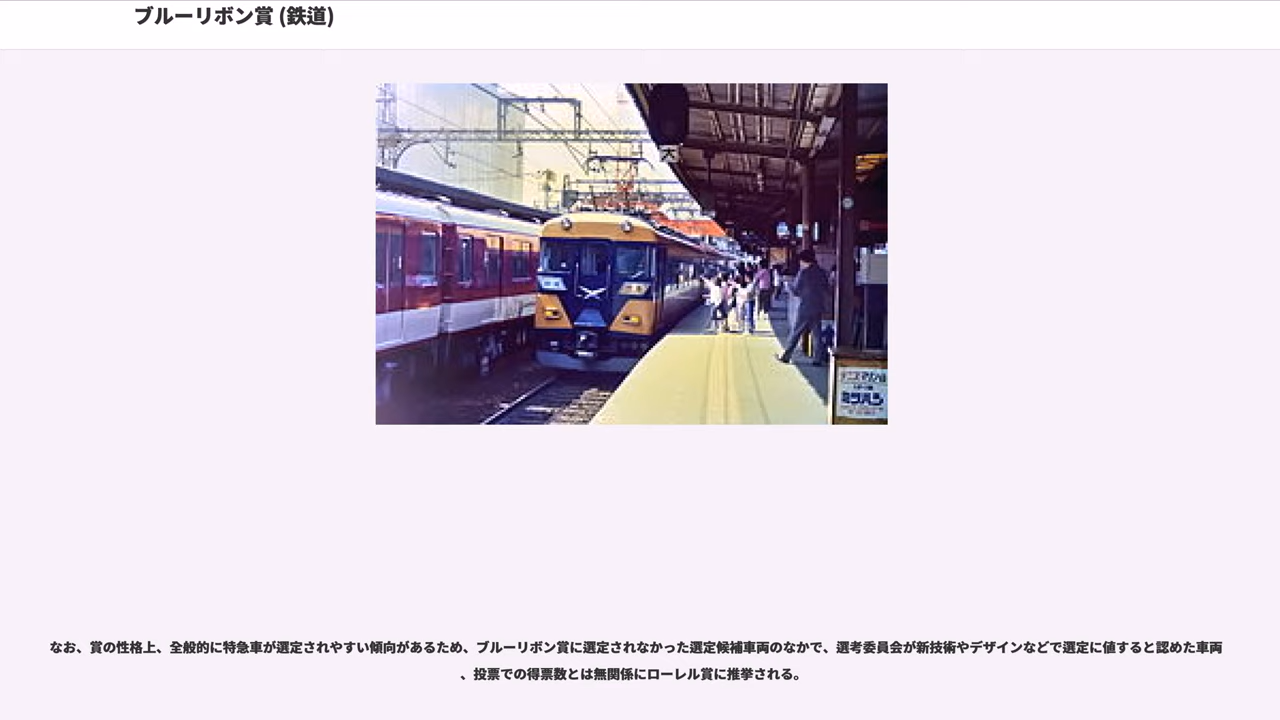 ブルーリボン賞 (鉄道)
大
ミツハシ
なお、賞の性格上、全般的に特急車が選定されやすい傾向があるため、ブルーリボン賞に選定されなかった選定候補車両のなかで、選考委員会が新技術やデザインなどで選定に値すると認めた車両
、投票での得票数とは無関係にローレル賞に推挙される。